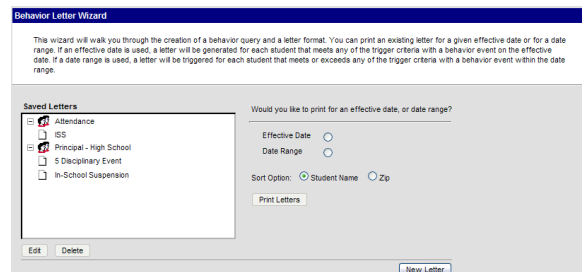 Behavior Letter Wizard
This wizard will walk you through the creation of a behavior query and a letter format. You can print an existing letter for a given effective date or for a date
range. If an effective date is used, a letter will be generated for each student that meets any of the trigger criteria with a behavior event on the effective
date. If a date range is used, a letter will be triggered for each student that meets or exceeds any of the trigger criteria with a behavior event within the date
range.
Saved Letters
Attendance
ISS
Principal - High School
5 Disciplinary Event
In-School Suspension
Edit Delete
Would you like to print for an effective date, or date range?
Effective Date
Date Range
Sort Option: Student Name Zip
Print Letters
New Letter